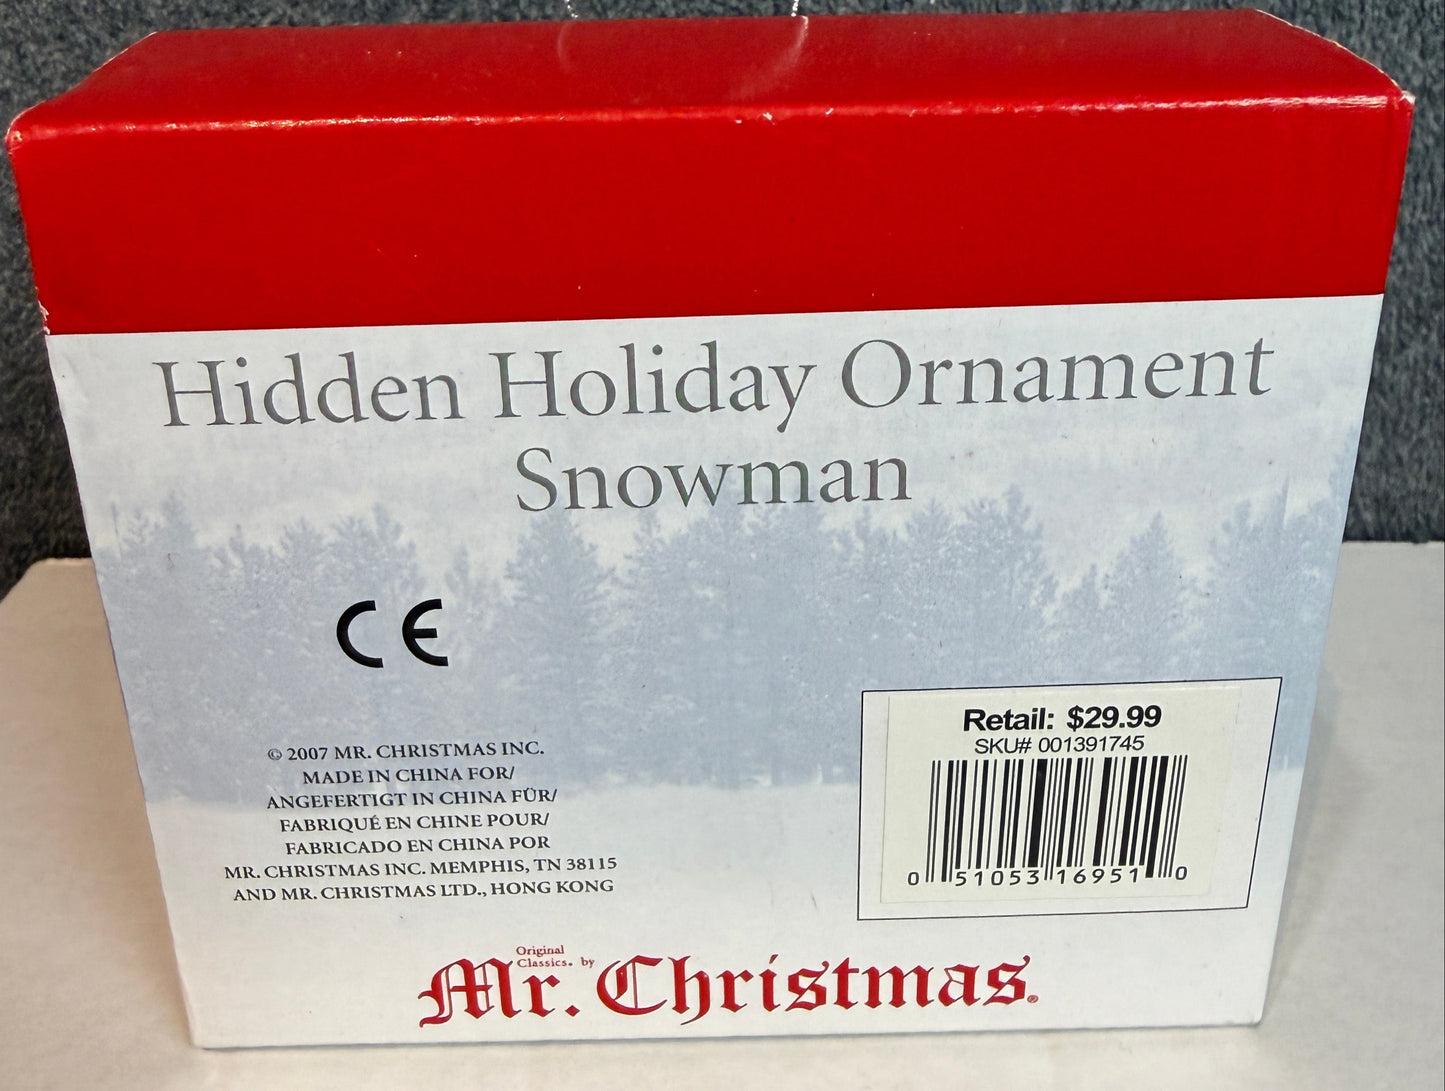 Hidden Holiday Ornament
Snowman
CE
© 2007 MR. CHRISTMAS INC.
MADE IN CHINA FOR/
ANGEFERTIGT IN CHINA FÜR/
FABRIQUÉ EN CHINE POUR/
FABRICADO EN CHINA POR
MR. CHRISTMAS INC. MEMPHIS, TN 38115
AND MR. CHRISTMAS LTD., HONG KONG
Retail: $29.99
SKU# 001391745
0 51053 16951 0
Original
Classics® by
Mr. Christmas®